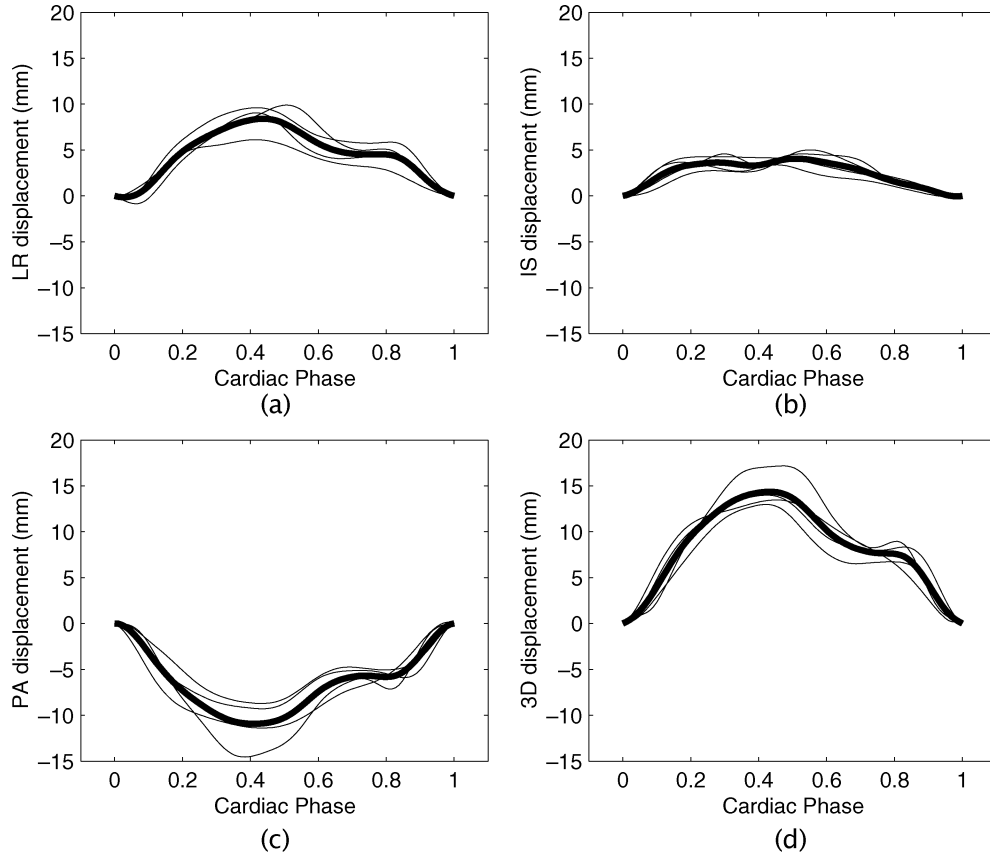 20
15
10
5
0
−5
−10
−15
LR displacement (mm)
0 0.2 0.4 0.6 0.8 1
Cardiac Phase
(a)
20
15
10
5
0
−5
−10
−15
IS displacement (mm)
0 0.2 0.4 0.6 0.8 1
Cardiac Phase
(b)
20
15
10
5
0
−5
−10
−15
PA displacement (mm)
0 0.2 0.4 0.6 0.8 1
Cardiac Phase
(c)
20
15
10
5
0
−5
−10
−15
3D displacement (mm)
0 0.2 0.4 0.6 0.8 1
Cardiac Phase
(d)